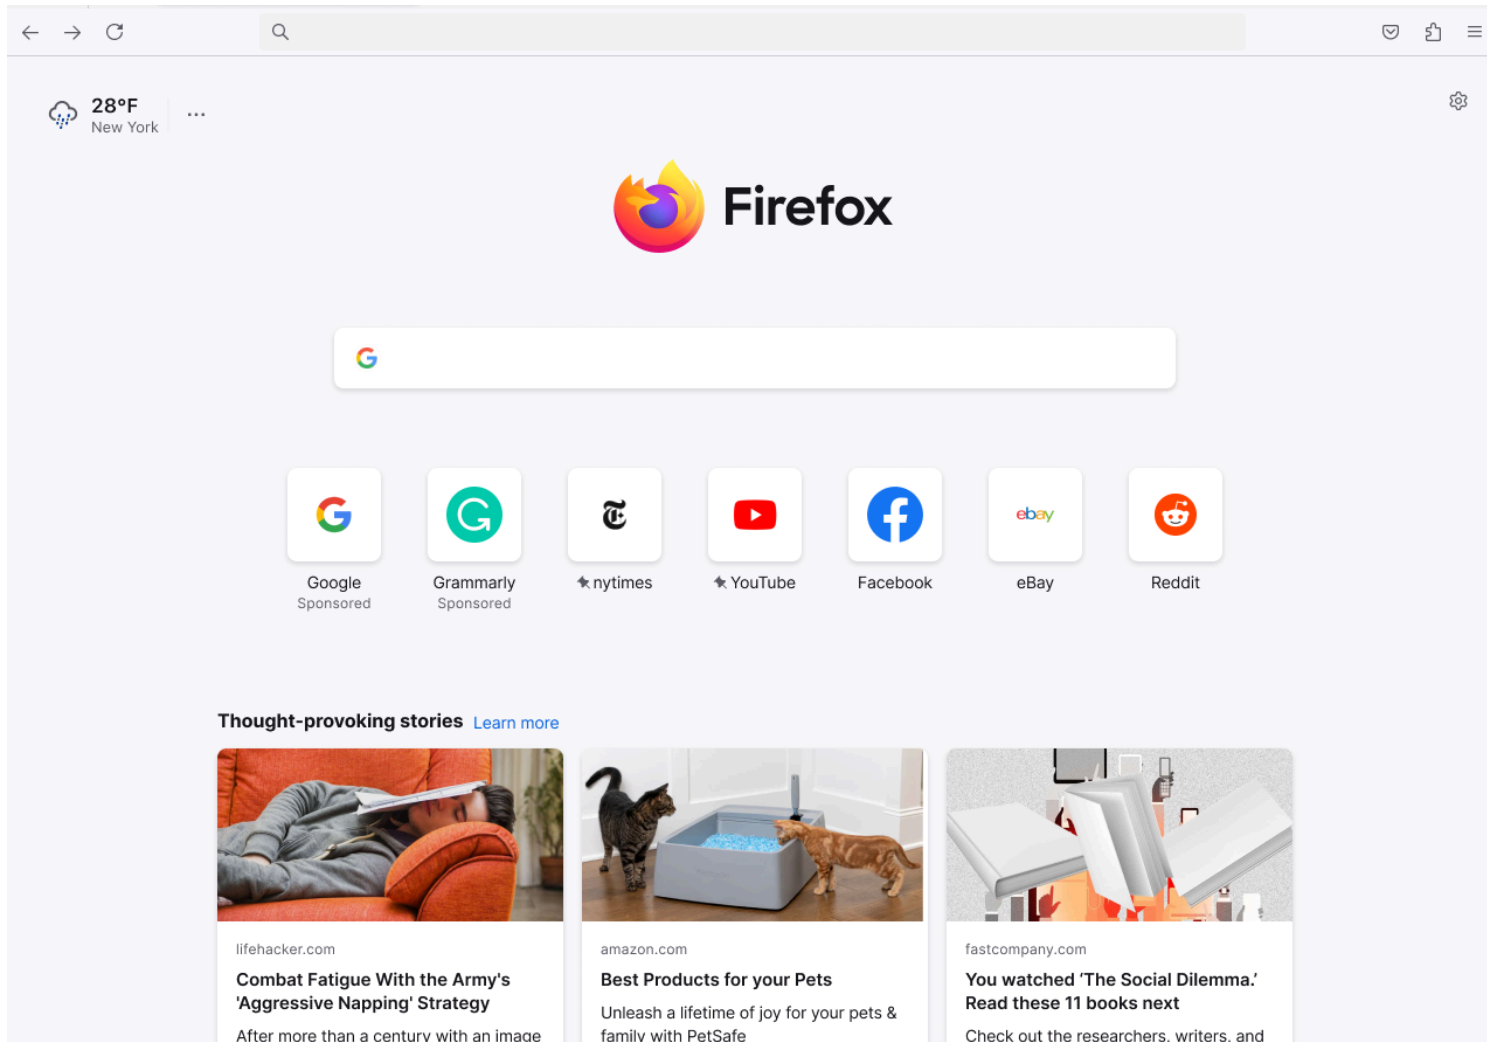 28°F
New York
Firefox
Google
Sponsored
Grammarly
Sponsored
nytimes
YouTube
Facebook
ebay
eBay
Reddit
Thought-provoking stories Learn more
lifehacker.com
Combat Fatigue With the Army's
'Aggressive Napping' Strategy
After more than a century with an image
amazon.com
Best Products for your Pets
Unleash a lifetime of joy for your pets &
family with PetSafe
fastcompany.com
You watched ‘The Social Dilemma.’
Read these 11 books next
Check out the researchers, writers, and